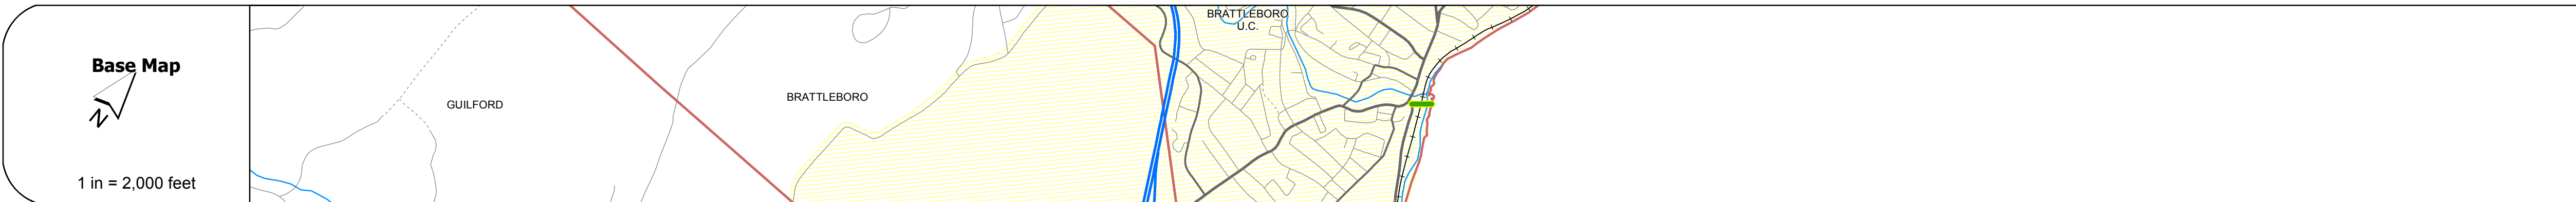 Base Map
N
1 in = 2,000 feet
GUILFORD
BRATTLEBORO
BRATTLEBORO
U.C.